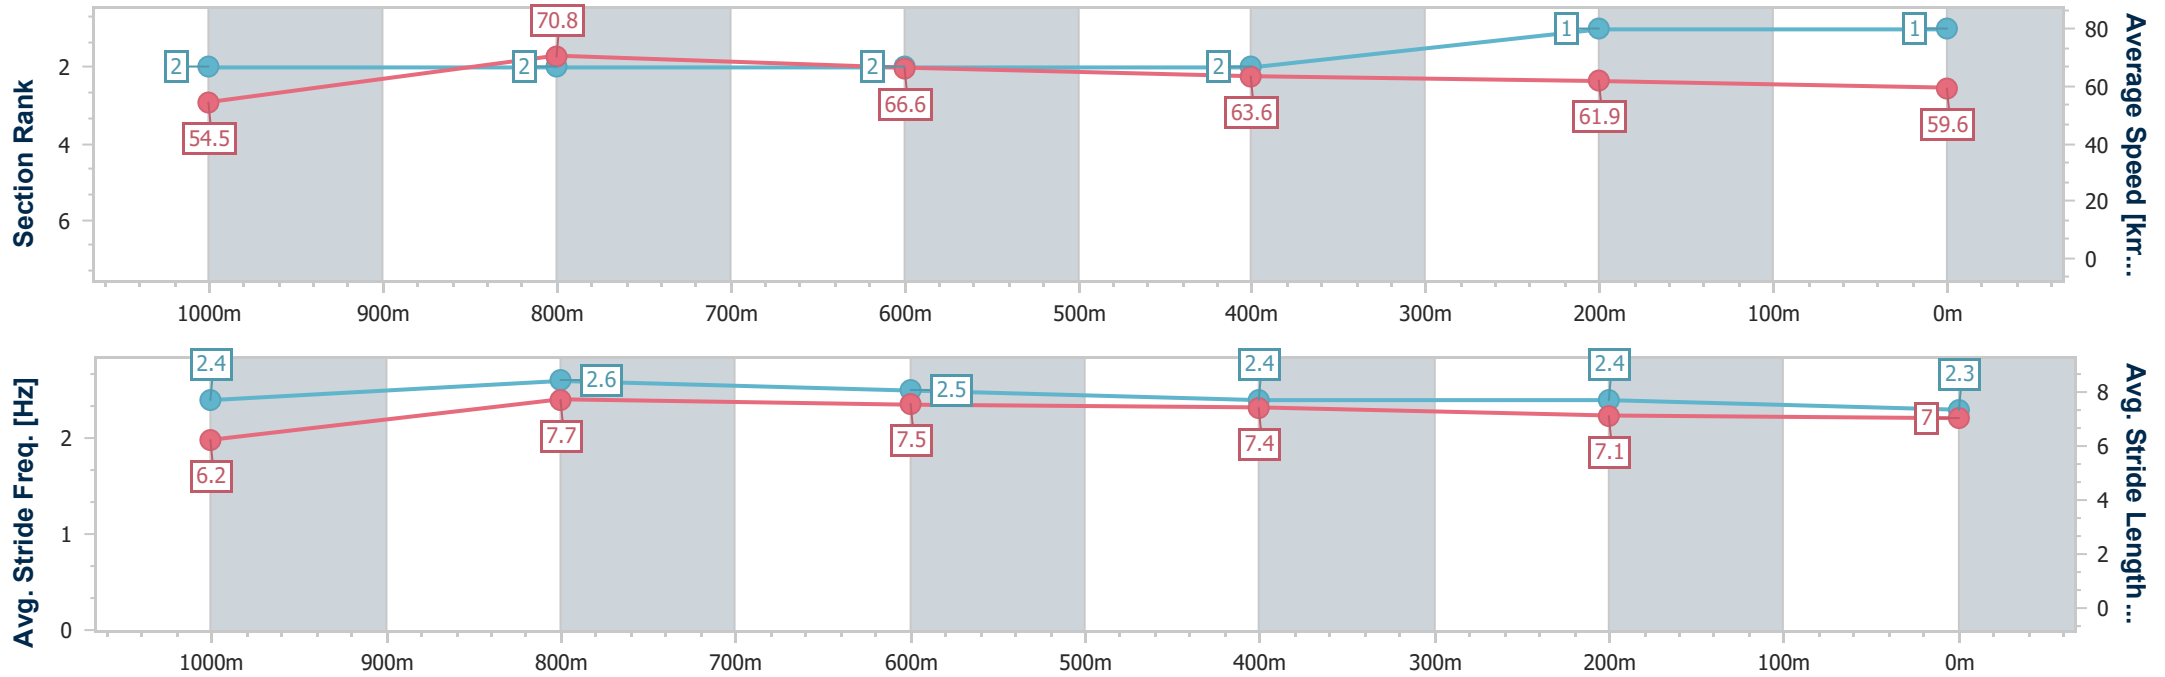 Section Rank
2
4
6
2
2
2
2
1
1
54.5
70.8
66.6
63.6
61.9
59.6
80
60
40
20
0
Average Speed [km...
1000m
900m
800m
700m
600m
500m
400m
300m
200m
100m
0m
Avg. Stride Freq. [Hz]
2
1
0
2.4
2.6
2.5
2.4
2.4
2.3
6.2
7.7
7.5
7.4
7.1
7
8
6
4
2
0
Avg. Stride Length...
1000m
900m
800m
700m
600m
500m
400m
300m
200m
100m
0m